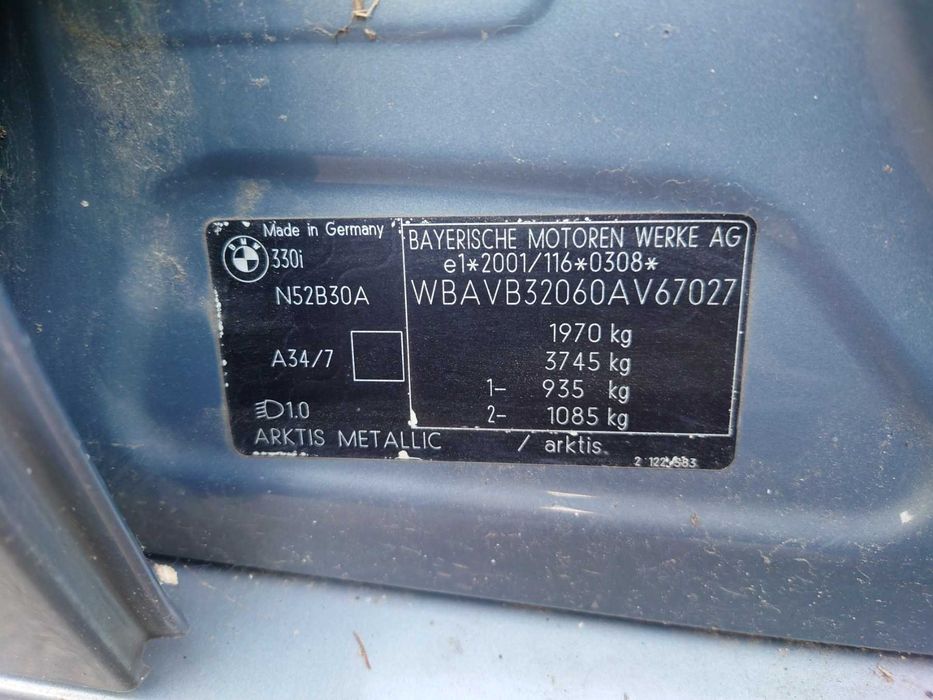 Made in Germany
BMW
330i
N52B30A
A34/7
1.0
ARKTIS METALLIC / arktis
BAYERISCHE MOTOREN WERKE AG
e1*2001/116*0308*
WBAVB32060AV67027
1970 kg
3745 kg
1- 935 kg
2- 1085 kg